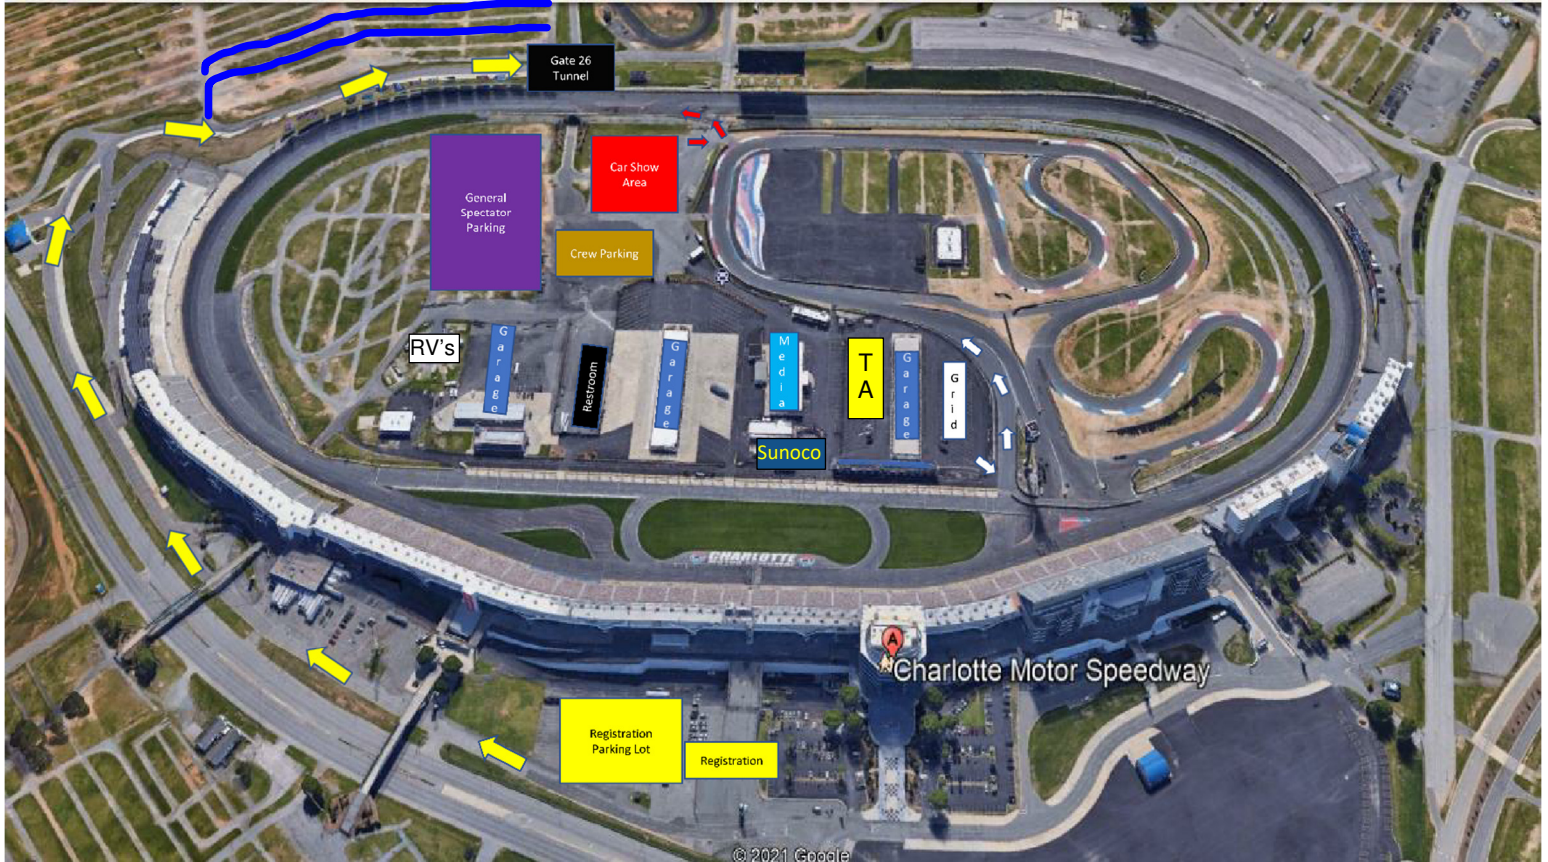 Gate 26
Tunnel
Car Show
Area
General
Spectator
Parking
Crew Parking
RV's
Garage
Restroom
Garage
Media
TA
Garage
Grid
Sunoco
CHARLOTTE
A
Charlotte Motor Speedway
Registration
Parking Lot
Registration
© 2021 Google